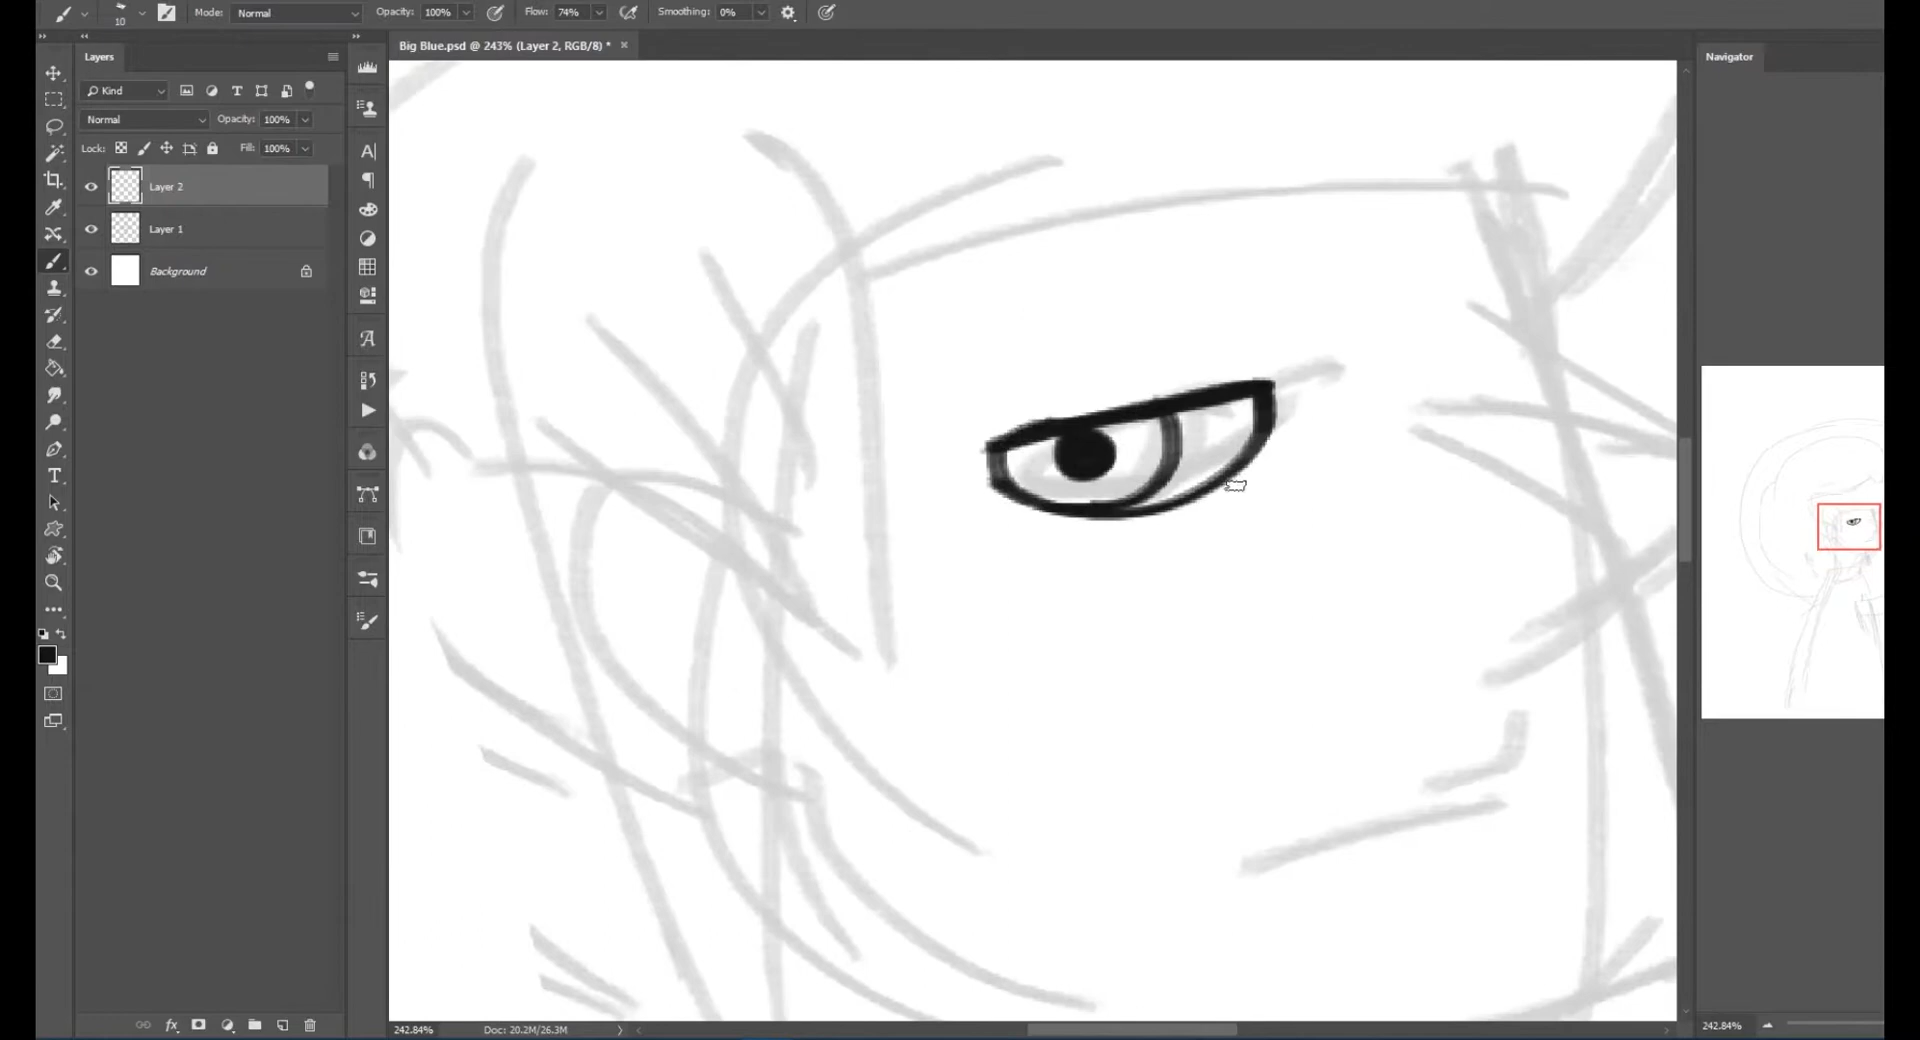 10 Mode: Normal Opacity: 100% Flow: 74% Smoothing: 0%
Layers
Big Blue.psd @ 243% (Layer 2, RGB/8) *
Navigator
Kind
Normal Opacity: 100%
Lock: Fill: 100%
Layer 2
Layer 1
Background
242.84% Doc: 20.2M/26.3M
242.84%